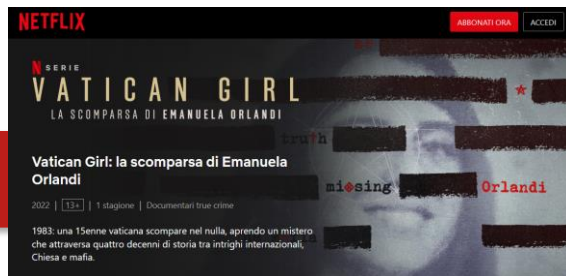 NETFLIX
ABBONATI ORA
ACCEDI
N SERIE
VATICAN GIRL
LA SCOMPARSA DI EMANUELA ORLANDI
truth
missing
Orlandi
Vatican Girl: la scomparsa di Emanuela
Orlandi
2022 | 13+ | 1 stagione | Documentari true crime
1983: una 15enne vaticana scompare nel nulla, aprendo un mistero
che attraversa quattro decenni di storia tra intrighi internazionali,
Chiesa e mafia.